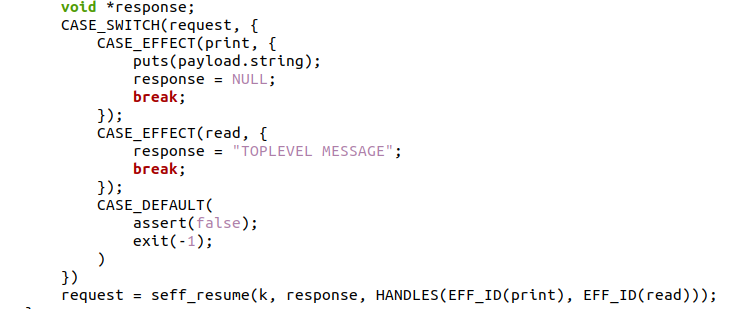 void *response;
CASE_SWITCH(request, {
CASE_EFFECT(print, {
puts(payload.string);
response = NULL;
break;
});
CASE_EFFECT(read, {
response = "TOPLEVEL MESSAGE";
break;
});
CASE_DEFAULT(
assert(false);
exit(-1);
)
})
request = seff_resume(k, response, HANDLES(EFF_ID(print), EFF_ID(read)));